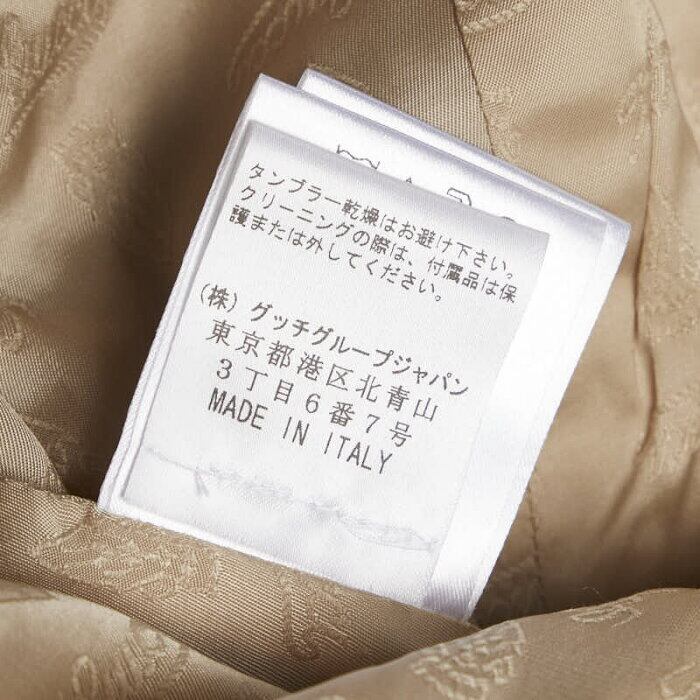 タンブラー乾燥はお避け下さい。
クリーニングの際は、付属品は保
護または外してください。
(株) グッチグループジャパン
東京都港区北青山
3丁目6番7号
MADE IN ITALY